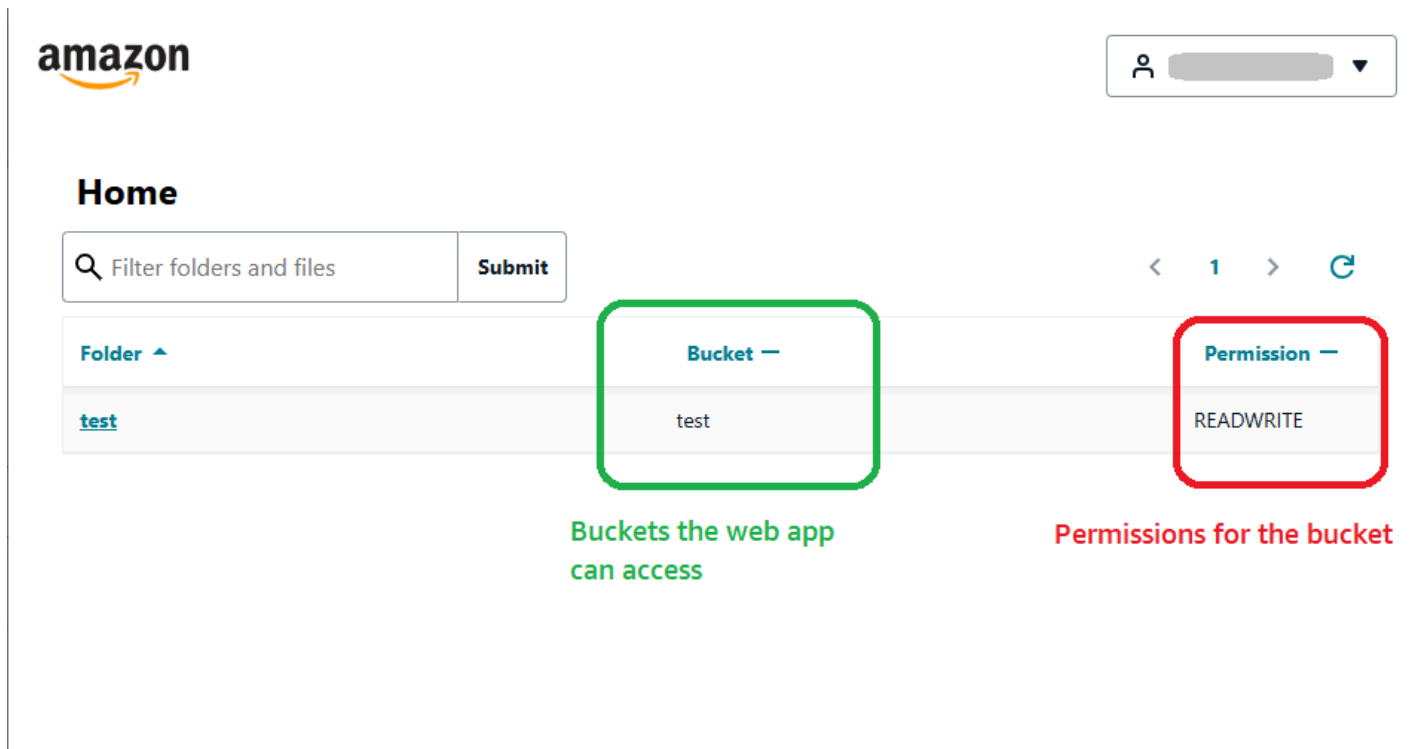 amazon
Home
Filter folders and files
Submit
1
Folder Bucket Permission
test test READWRITE
Buckets the web app
can access
Permissions for the bucket